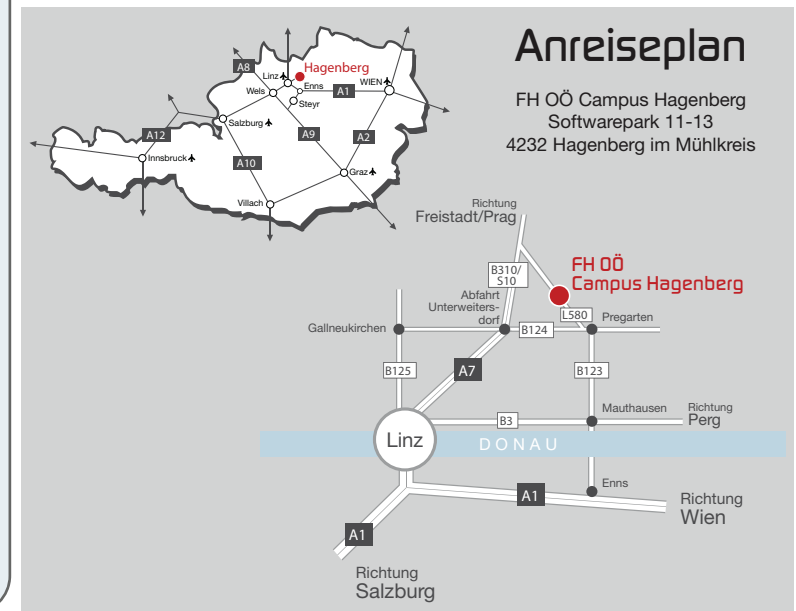 Anreiseplan
FH OÖ Campus Hagenberg
Softwarepark 11-13
4232 Hagenberg im Mühlkreis
A8
Linz
Hagenberg
Wels
Enns
A1
WIEN
Steyr
A12
Salzburg
A9
A2
Innsbruck
A10
Graz
Villach
Richtung
Freistadt/Prag
B310/
S10
FH OÖ
Campus Hagenberg
Abfahrt
Unterweiters-
dorf
L580
Gallneukirchen
B124
Pregarten
B125
A7
B123
Mauthausen
Richtung
Perg
B3
Linz
DONAU
Enns
A1
Richtung
Wien
A1
Richtung
Salzburg